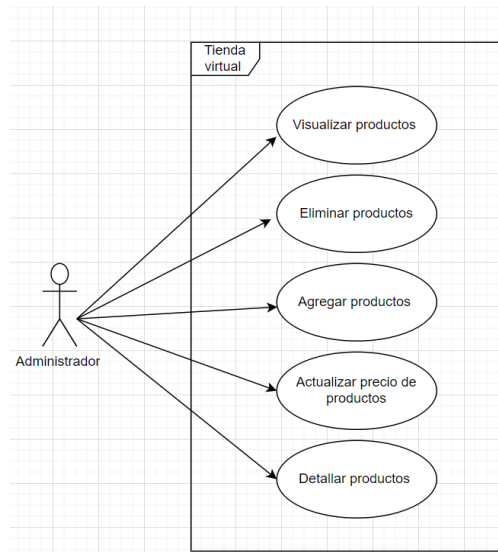 Tienda
virtual
Visualizar productos
Eliminar productos
Agregar productos
Administrador
Actualizar precio de
productos
Detallar productos